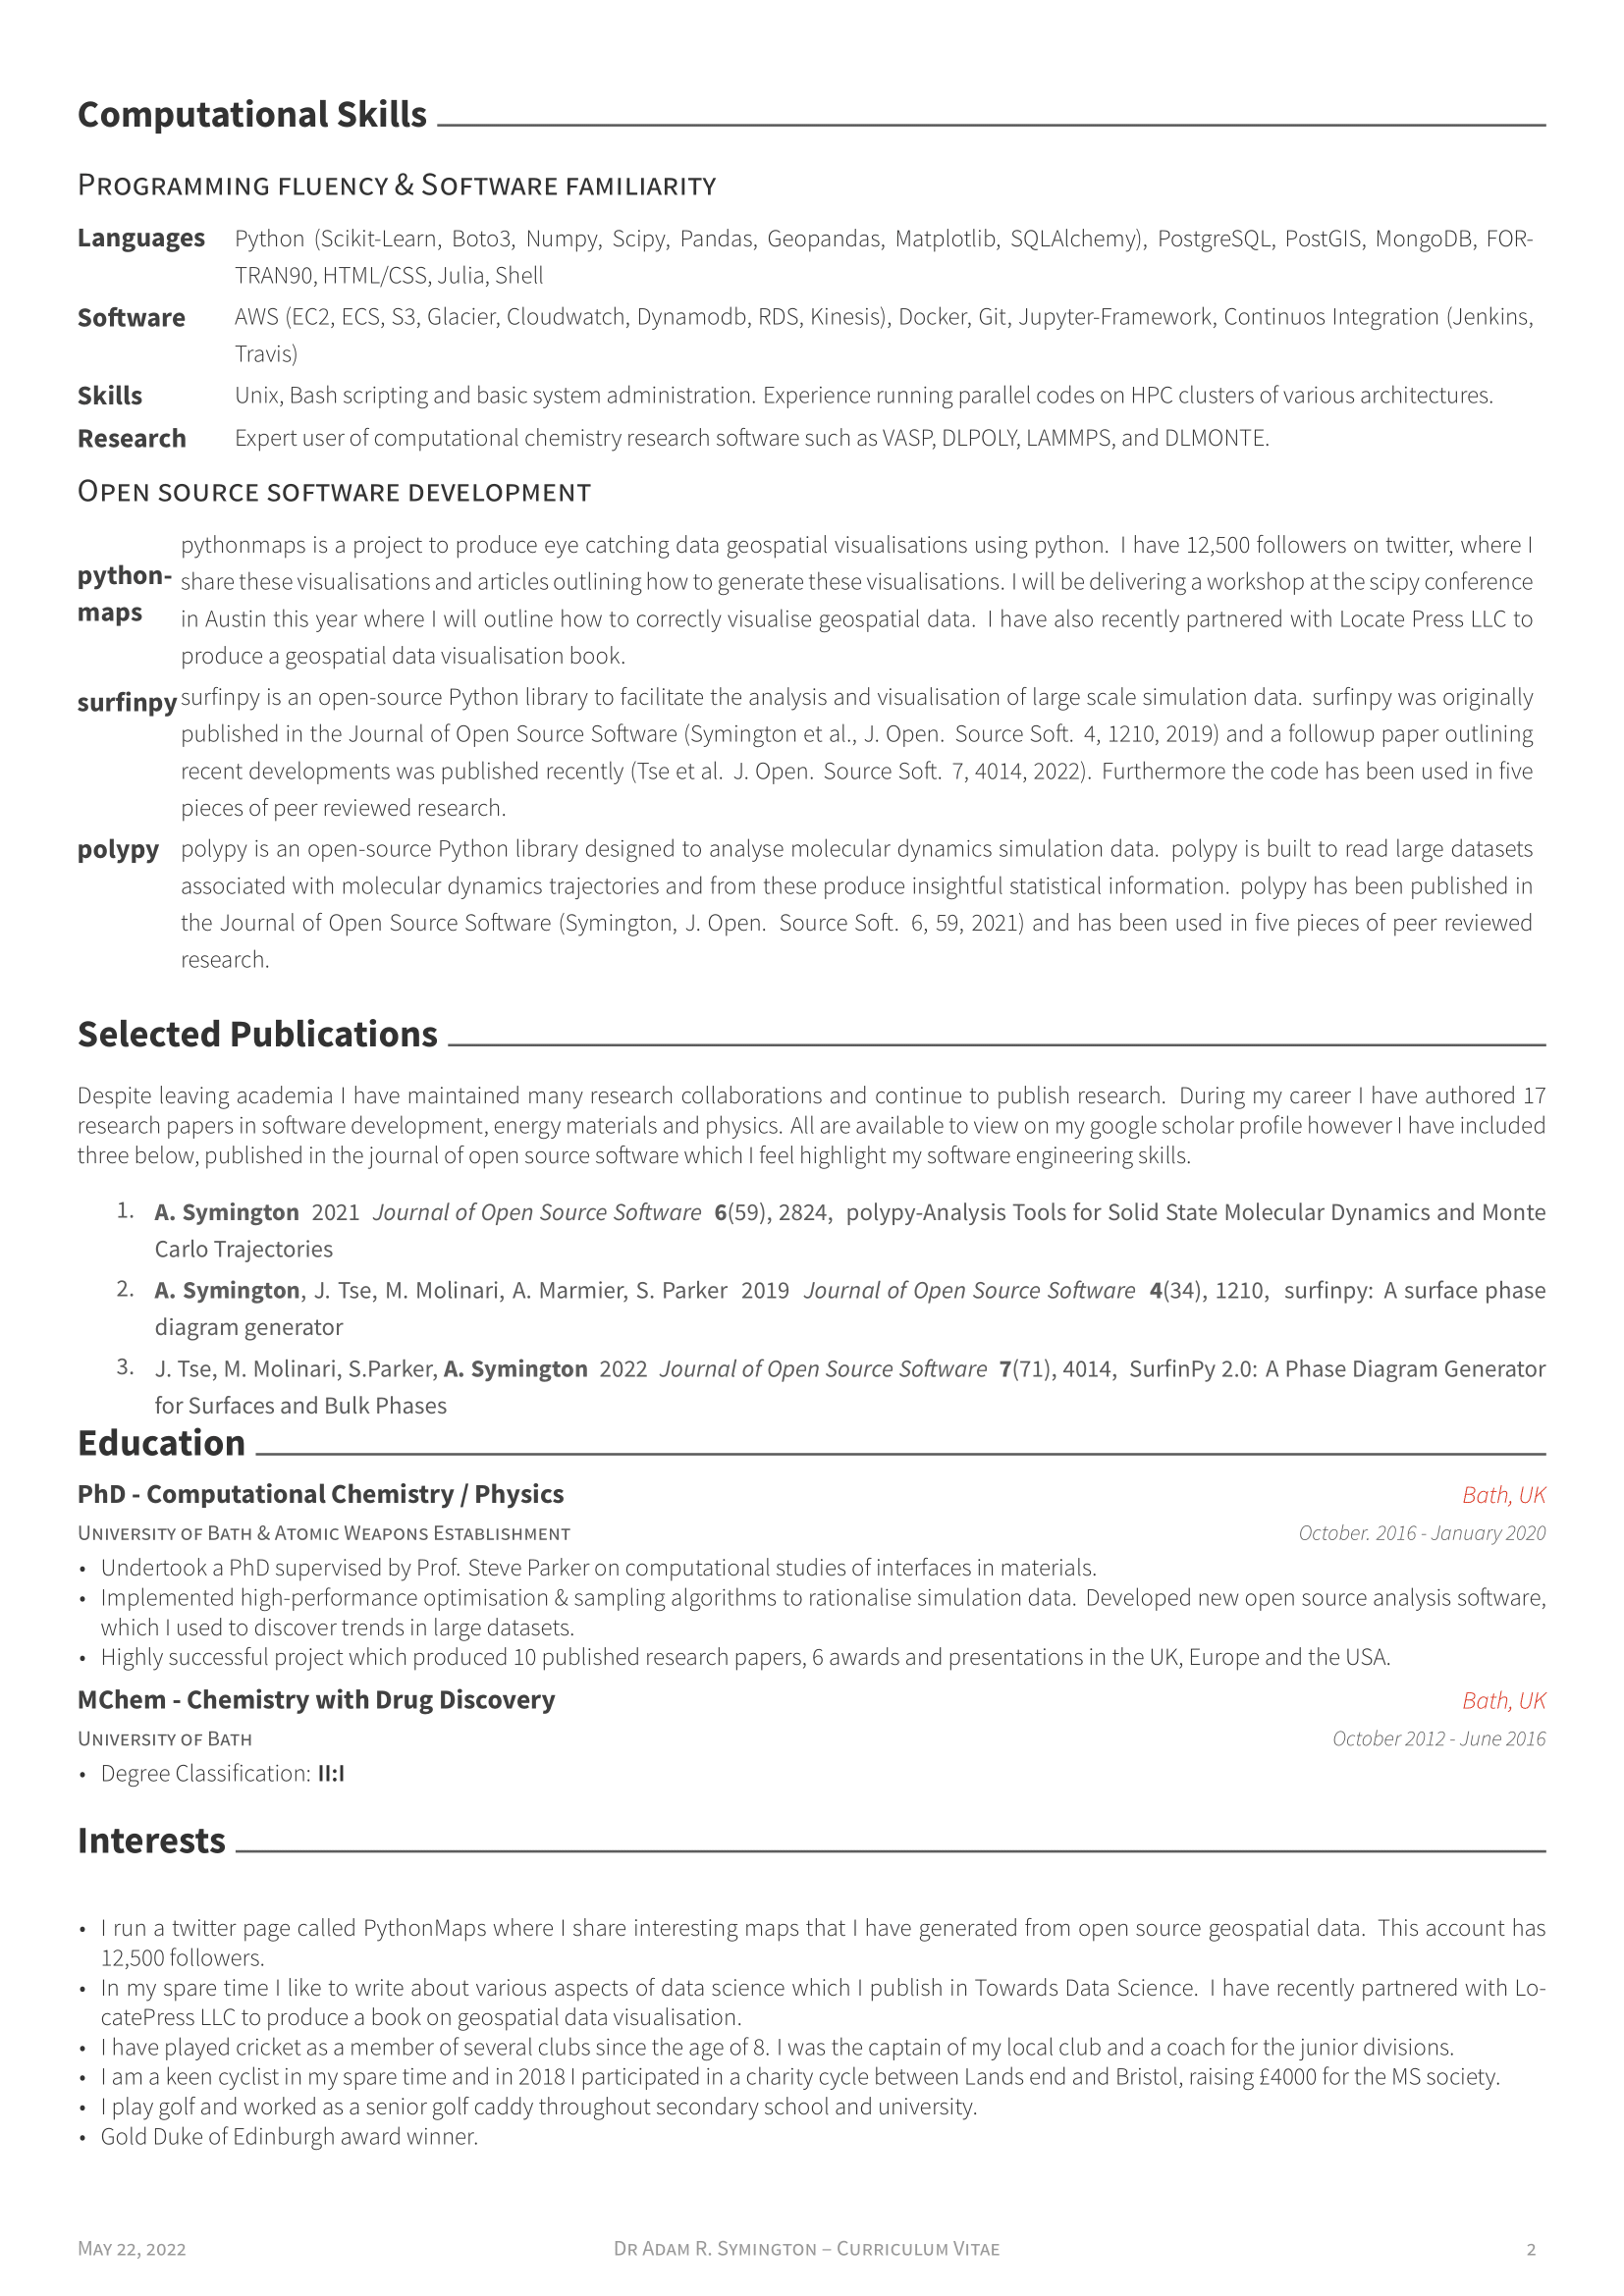 Computational Skills
Programming fluency & Software familiarity
Languages Python (Scikit-Learn, Boto3, Numpy, Scipy, Pandas, Geopandas, Matplotlib, SQLAlchemy), PostgreSQL, PostGIS, MongoDB, FOR-
TRAN90, HTML/CSS, Julia, Shell
Software AWS (EC2, ECS, S3, Glacier, Cloudwatch, Dynamodb, RDS, Kinesis), Docker, Git, Jupyter-Framework, Continuos Integration (Jenkins,
Travis)
Skills Unix, Bash scripting and basic system administration. Experience running parallel codes on HPC clusters of various architectures.
Research Expert user of computational chemistry research software such as VASP, DLPOLY, LAMMPS, and DLMONTE.
Open source software development
python-
maps
pythonmaps is a project to produce eye catching data geospatial visualisations using python. I have 12,500 followers on twitter, where I
share these visualisations and articles outlining how to generate these visualisations. I will be delivering a workshop at the scipy conference
in Austin this year where I will outline how to correctly visualise geospatial data. I have also recently partnered with Locate Press LLC to
produce a geospatial data visualisation book.
surfinpy surfinpy is an open-source Python library to facilitate the analysis and visualisation of large scale simulation data. surfinpy was originally
published in the Journal of Open Source Software (Symington et al., J. Open. Source Soft. 4, 1210, 2019) and a followup paper outlining
recent developments was published recently (Tse et al. J. Open. Source Soft. 7, 4014, 2022). Furthermore the code has been used in five
pieces of peer reviewed research.
polypy polypy is an open-source Python library designed to analyse molecular dynamics simulation data. polypy is built to read large datasets
associated with molecular dynamics trajectories and from these produce insightful statistical information. polypy has been published in
the Journal of Open Source Software (Symington, J. Open. Source Soft. 6, 59, 2021) and has been used in five pieces of peer reviewed
research.
Selected Publications
Despite leaving academia I have maintained many research collaborations and continue to publish research. During my career I have authored 17
research papers in software development, energy materials and physics. All are available to view on my google scholar profile however I have included
three below, published in the journal of open source software which I feel highlight my software engineering skills.
1. A. Symington 2021 Journal of Open Source Software 6(59), 2824, polypy-Analysis Tools for Solid State Molecular Dynamics and Monte
Carlo Trajectories
2. A. Symington, J. Tse, M. Molinari, A. Marmier, S. Parker 2019 Journal of Open Source Software 4(34), 1210, surfinpy: A surface phase
diagram generator
3. J. Tse, M. Molinari, S.Parker, A. Symington 2022 Journal of Open Source Software 7(71), 4014, SurfinPy 2.0: A Phase Diagram Generator
for Surfaces and Bulk Phases
Education
PhD - Computational Chemistry / Physics Bath, UK
University of Bath & Atomic Weapons Establishment October. 2016 - January 2020
• Undertook a PhD supervised by Prof. Steve Parker on computational studies of interfaces in materials.
• Implemented high-performance optimisation & sampling algorithms to rationalise simulation data. Developed new open source analysis software,
which I used to discover trends in large datasets.
• Highly successful project which produced 10 published research papers, 6 awards and presentations in the UK, Europe and the USA.
MChem - Chemistry with Drug Discovery Bath, UK
University of Bath October 2012 - June 2016
• Degree Classification: II:I
Interests
• I run a twitter page called PythonMaps where I share interesting maps that I have generated from open source geospatial data. This account has
12,500 followers.
• In my spare time I like to write about various aspects of data science which I publish in Towards Data Science. I have recently partnered with Lo-
catePress LLC to produce a book on geospatial data visualisation.
• I have played cricket as a member of several clubs since the age of 8. I was the captain of my local club and a coach for the junior divisions.
• I am a keen cyclist in my spare time and in 2018 I participated in a charity cycle between Lands end and Bristol, raising £4000 for the MS society.
• I play golf and worked as a senior golf caddy throughout secondary school and university.
• Gold Duke of Edinburgh award winner.
May 22, 2022 Dr Adam R. Symington – Curriculum Vitae 2